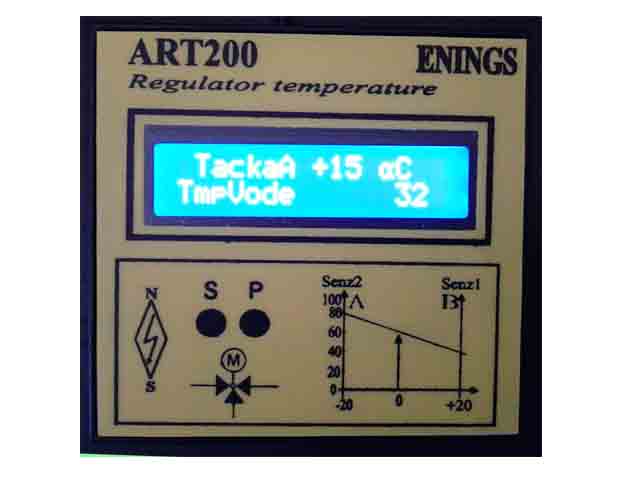 ART200 ENINGS
Regulator temperature
TackaA +15 αC
TmpVode 32
N
S P
S
M
Senz2 Senz1
100 A B
80
60
40
20
0
-20 0 +20